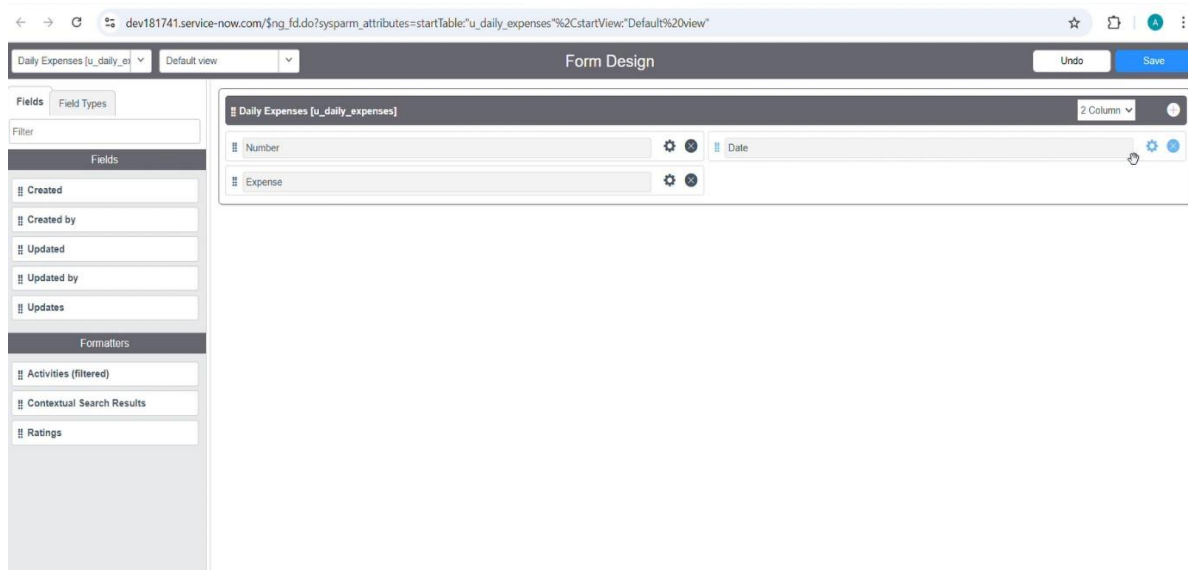 dev181741.service-now.com/$ng_fd.do?sysparm_attributes=startTable:"u_daily_expenses"%2CstartView:"Default%20view"
A
Daily Expenses [u_daily_ex
Default view
Form Design
Undo
Save
Fields
Field Types
Filter
Fields
Created
Created by
Updated
Updated by
Updates
Formatters
Activities (filtered)
Contextual Search Results
Ratings
Daily Expenses [u_daily_expenses]
2 Column
Number
Date
Expense